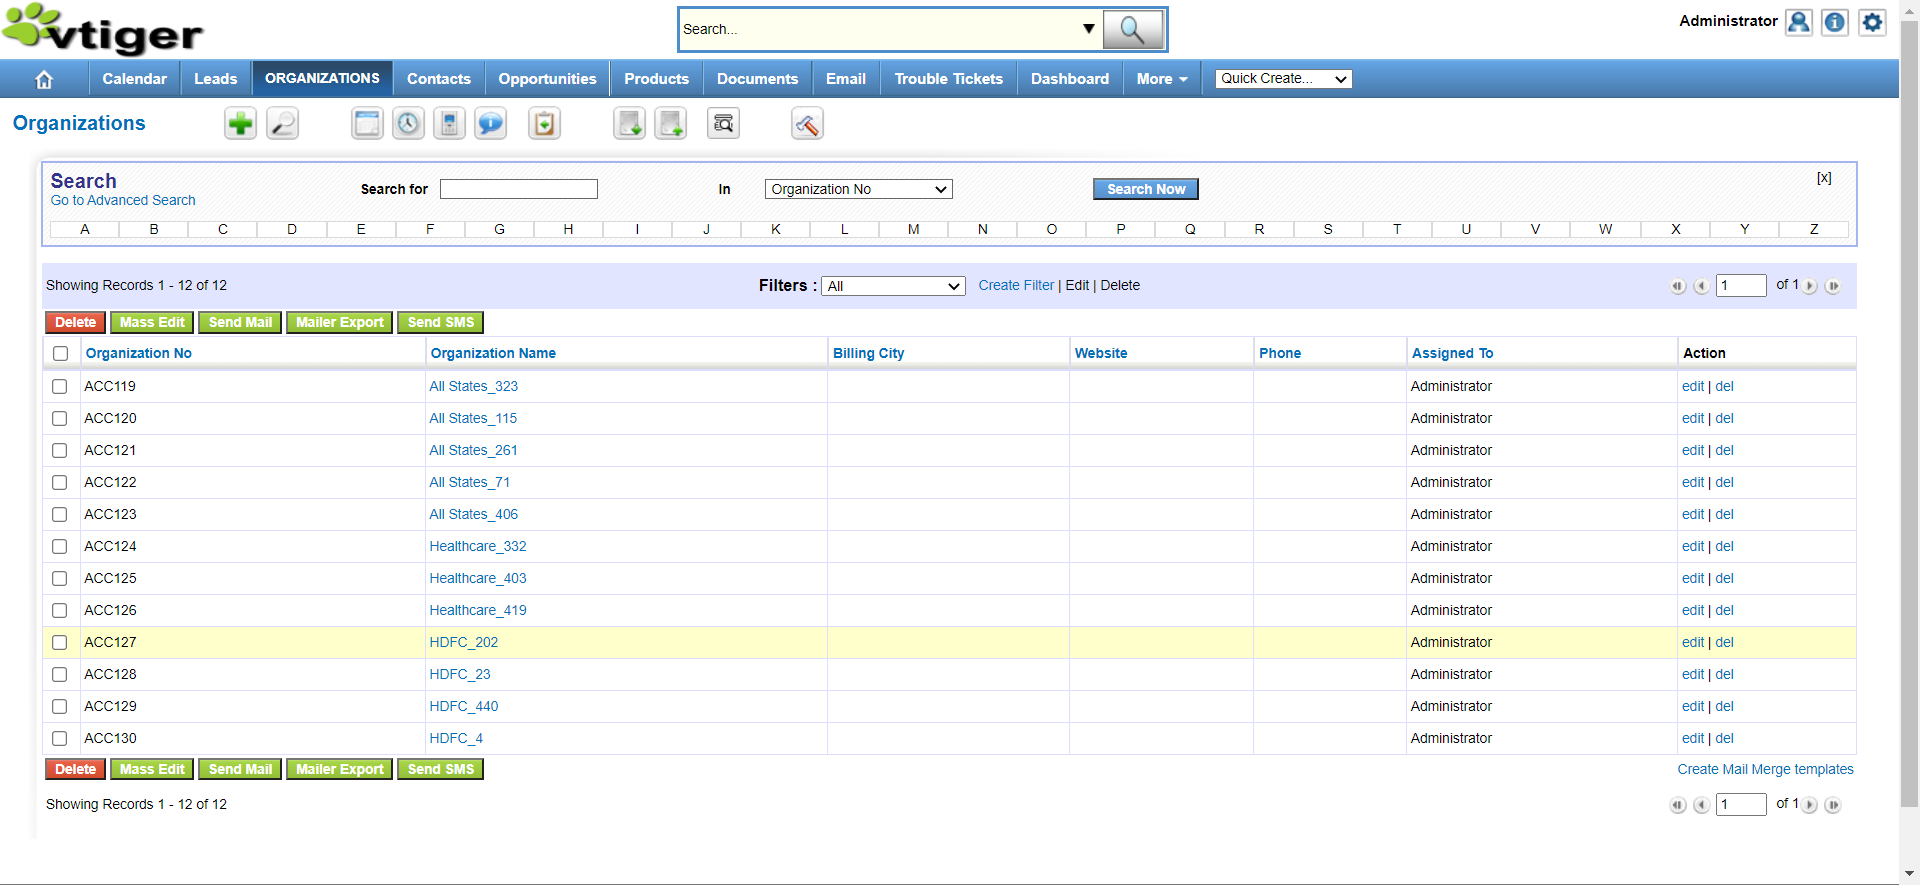 vtiger
Search...
Administrator
Calendar Leads ORGANIZATIONS Contacts Opportunities Products Documents Email Trouble Tickets Dashboard More Quick Create...
Organizations
Search
Go to Advanced Search
Search for In Organization No Search Now [x]
A B C D E F G H I J K L M N O P Q R S T U V W X Y Z
Showing Records 1 - 12 of 12 Filters : All Create Filter | Edit | Delete 1 of 1
Delete Mass Edit Send Mail Mailer Export Send SMS
Organization No Organization Name Billing City Website Phone Assigned To Action
ACC119 All States_323 Administrator edit | del
ACC120 All States_115 Administrator edit | del
ACC121 All States_261 Administrator edit | del
ACC122 All States_71 Administrator edit | del
ACC123 All States_406 Administrator edit | del
ACC124 Healthcare_332 Administrator edit | del
ACC125 Healthcare_403 Administrator edit | del
ACC126 Healthcare_419 Administrator edit | del
ACC127 HDFC_202 Administrator edit | del
ACC128 HDFC_23 Administrator edit | del
ACC129 HDFC_440 Administrator edit | del
ACC130 HDFC_4 Administrator edit | del
Delete Mass Edit Send Mail Mailer Export Send SMS Create Mail Merge templates
Showing Records 1 - 12 of 12 1 of 1